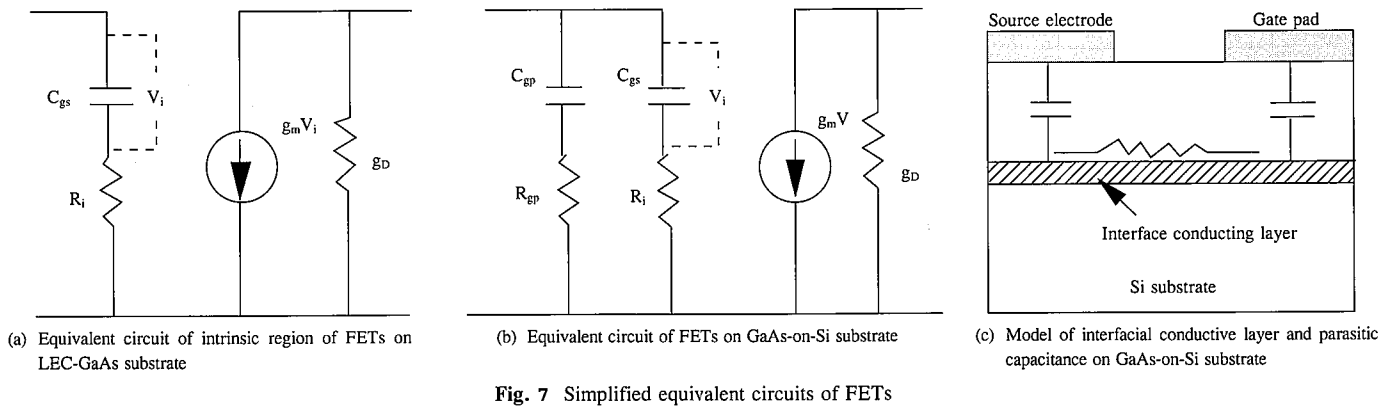 C_gs
V_i
R_i
g_mV_i
g_D
(a) Equivalent circuit of intrinsic region of FETs on
LEC-GaAs substrate
C_gp
R_gp
C_gs
V_i
R_i
g_mV
g_D
(b) Equivalent circuit of FETs on GaAs-on-Si substrate
Source electrode
Gate pad
Interface conducting layer
Si substrate
(c) Model of interfacial conductive layer and parasitic
capacitance on GaAs-on-Si substrate
Fig. 7 Simplified equivalent circuits of FETs